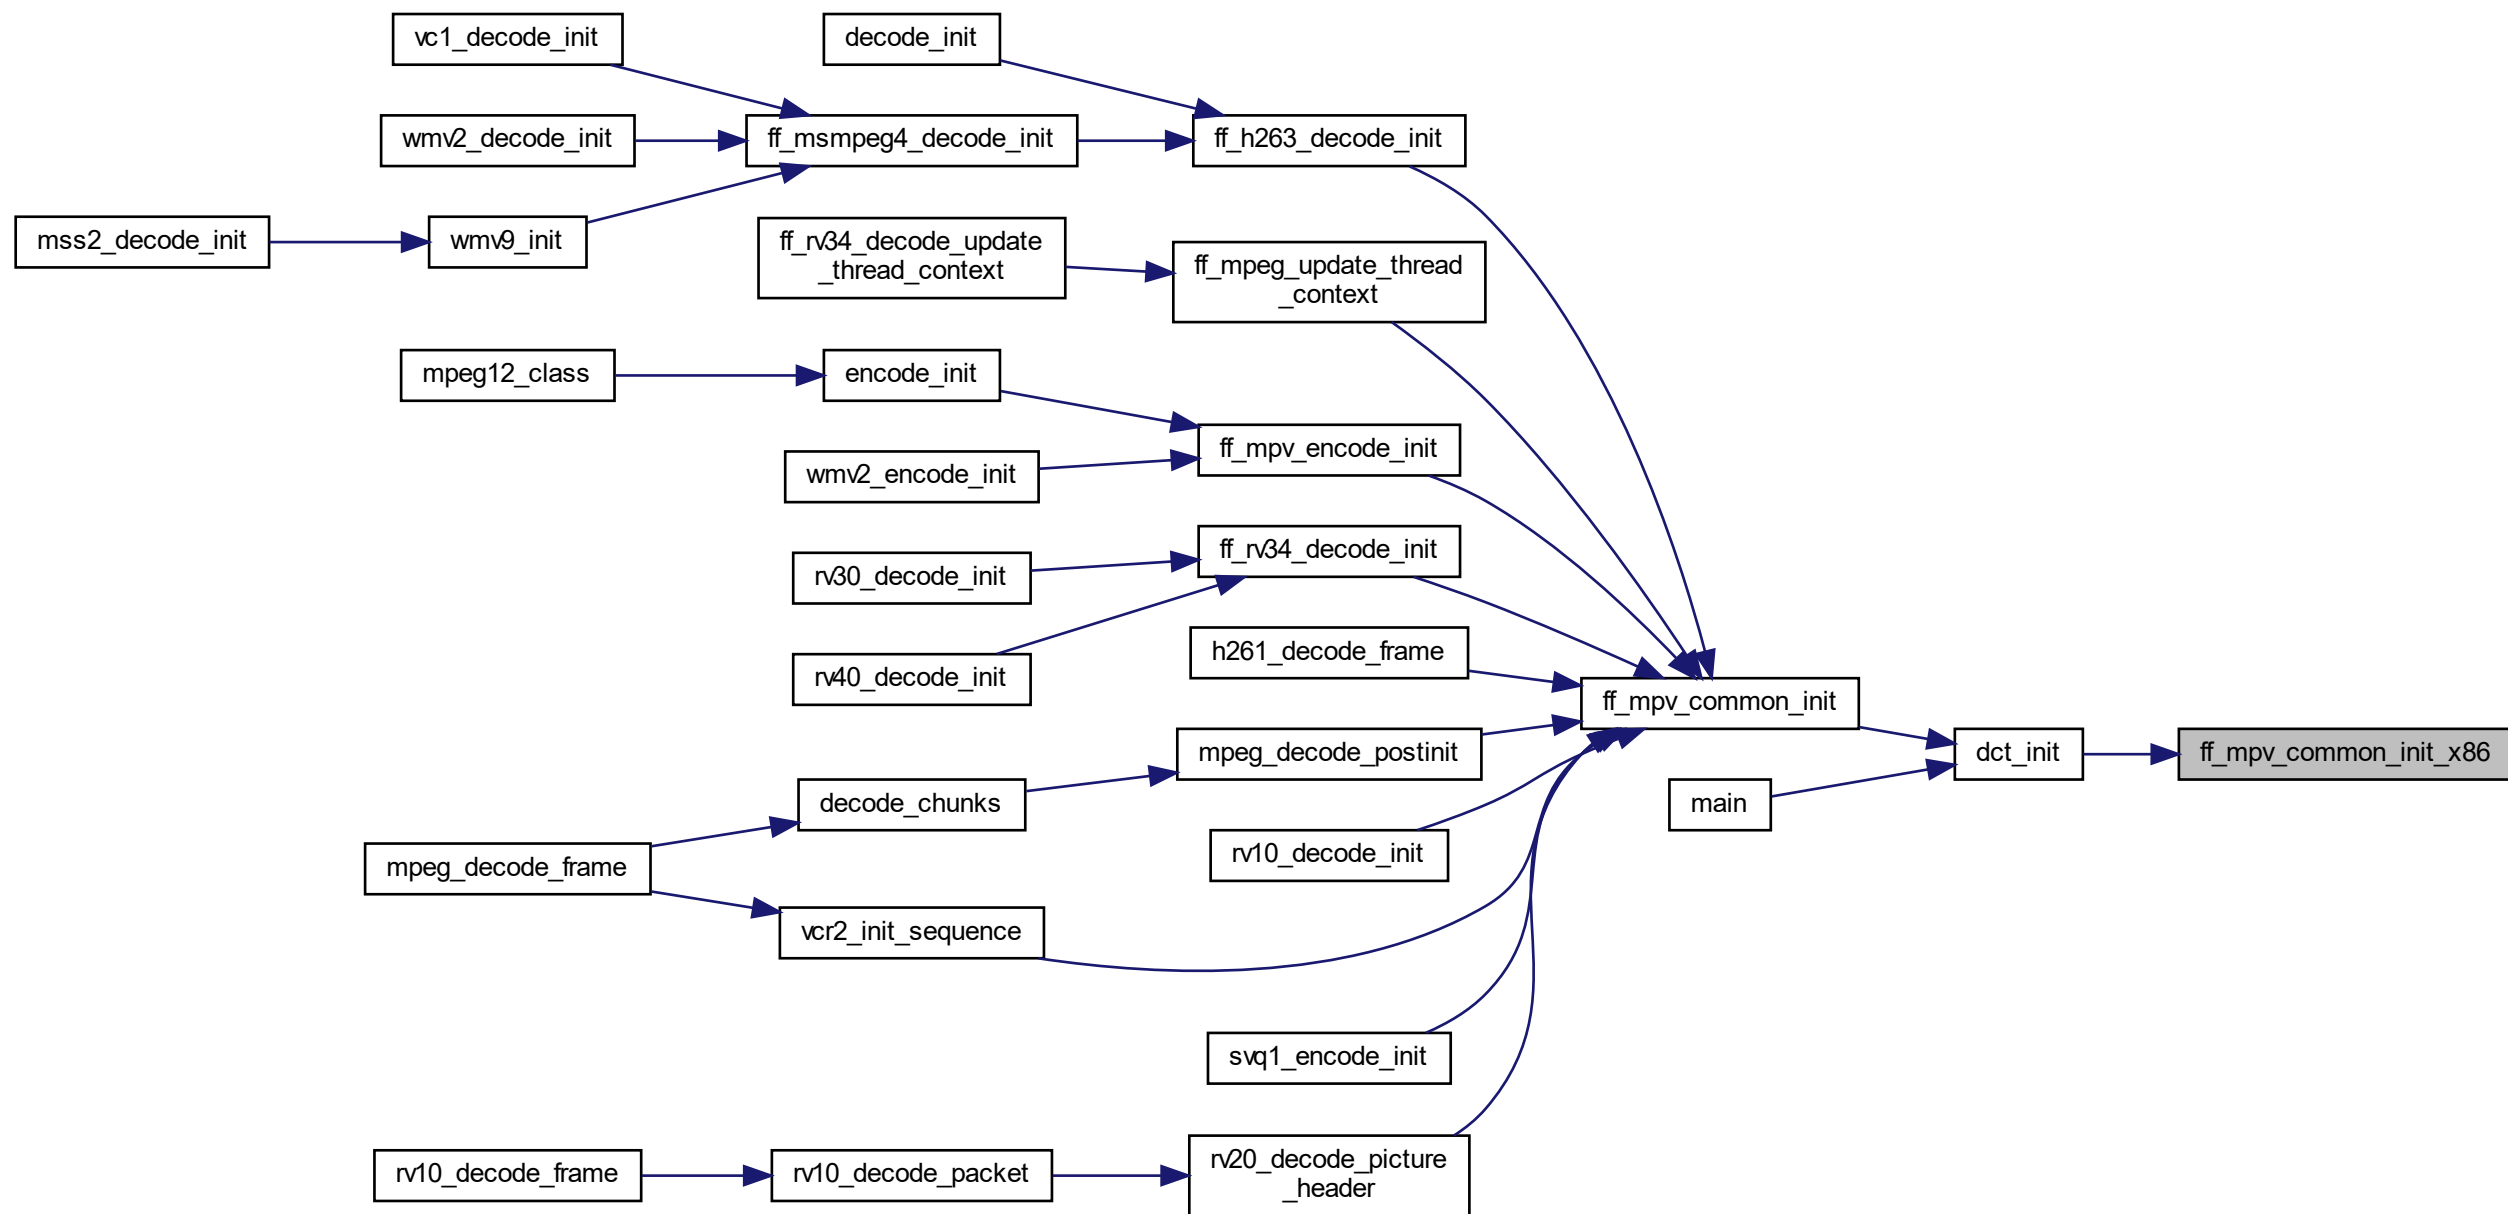 vc1_decode_init
decode_init
wmv2_decode_init
ff_msmpeg4_decode_init
ff_h263_decode_init
mss2_decode_init
wmv9_init
ff_rv34_decode_update
_thread_context
ff_mpeg_update_thread
_context
mpeg12_class
encode_init
ff_mpv_encode_init
wmv2_encode_init
ff_rv34_decode_init
rv30_decode_init
h261_decode_frame
rv40_decode_init
ff_mpv_common_init
mpeg_decode_postinit
dct_init
ff_mpv_common_init_x86
decode_chunks
main
mpeg_decode_frame
rv10_decode_init
vcr2_init_sequence
svq1_encode_init
rv10_decode_frame
rv10_decode_packet
rv20_decode_picture
_header